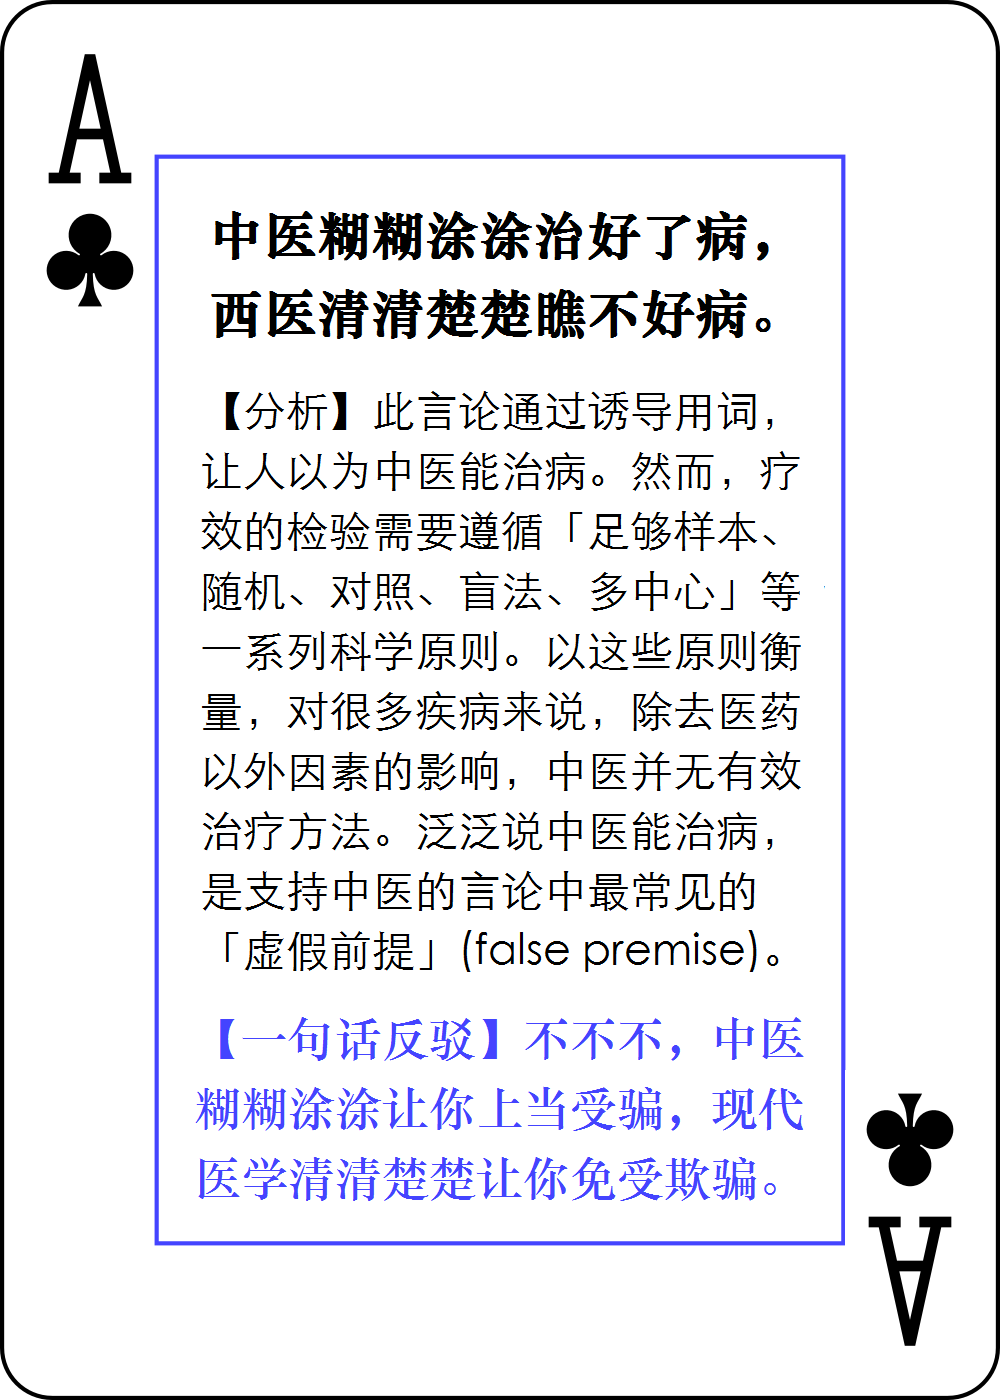 A
中医糊糊涂涂治好了病，
西医清清楚楚瞧不好病。
【分析】此言论通过诱导用词，
让人以为中医能治病。然而，疗
效的检验需要遵循「足够样本、
随机、对照、盲法、多中心」等
一系列科学原则。以这些原则衡
量，对很多疾病来说，除去医药
以外因素的影响，中医并无有效
治疗方法。泛泛说中医能治病，
是支持中医的言论中最常见的
「虚假前提」(false premise)。
【一句话反驳】不不不，中医
糊糊涂涂让你上当受骗，现代
医学清清楚楚让你免受欺骗。
A